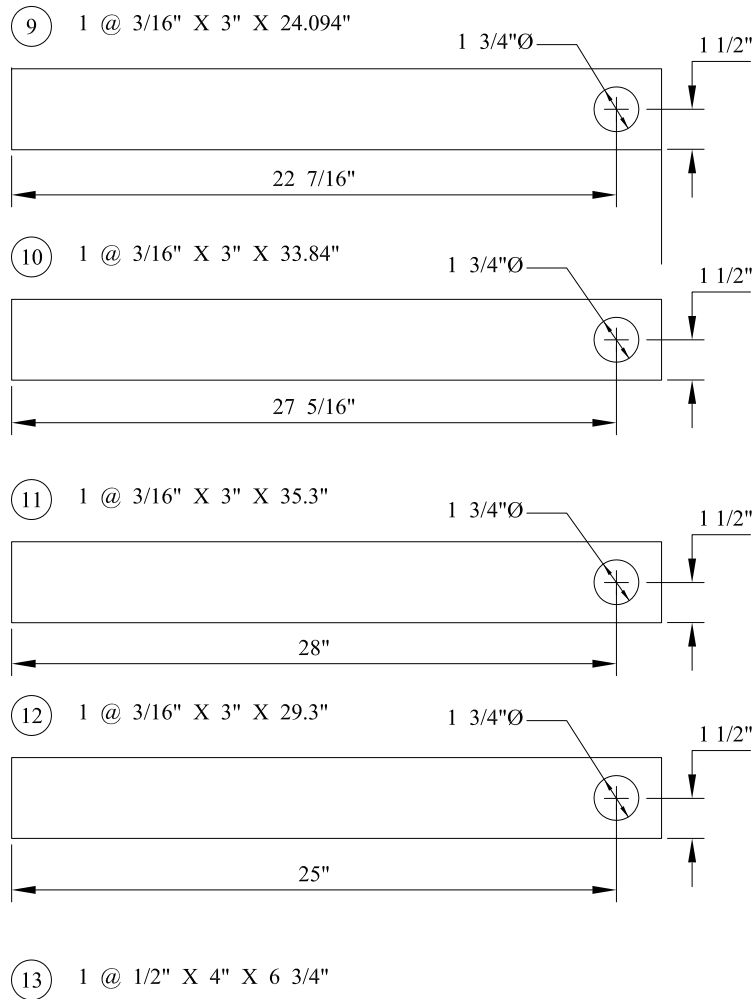 9 1 @ 3/16" X 3" X 24.094"
1 3/4"Ø
1 1/2"
22 7/16"
10 1 @ 3/16" X 3" X 33.84"
1 3/4"Ø
1 1/2"
27 5/16"
11 1 @ 3/16" X 3" X 35.3"
1 3/4"Ø
1 1/2"
28"
12 1 @ 3/16" X 3" X 29.3"
1 3/4"Ø
1 1/2"
25"
13 1 @ 1/2" X 4" X 6 3/4"